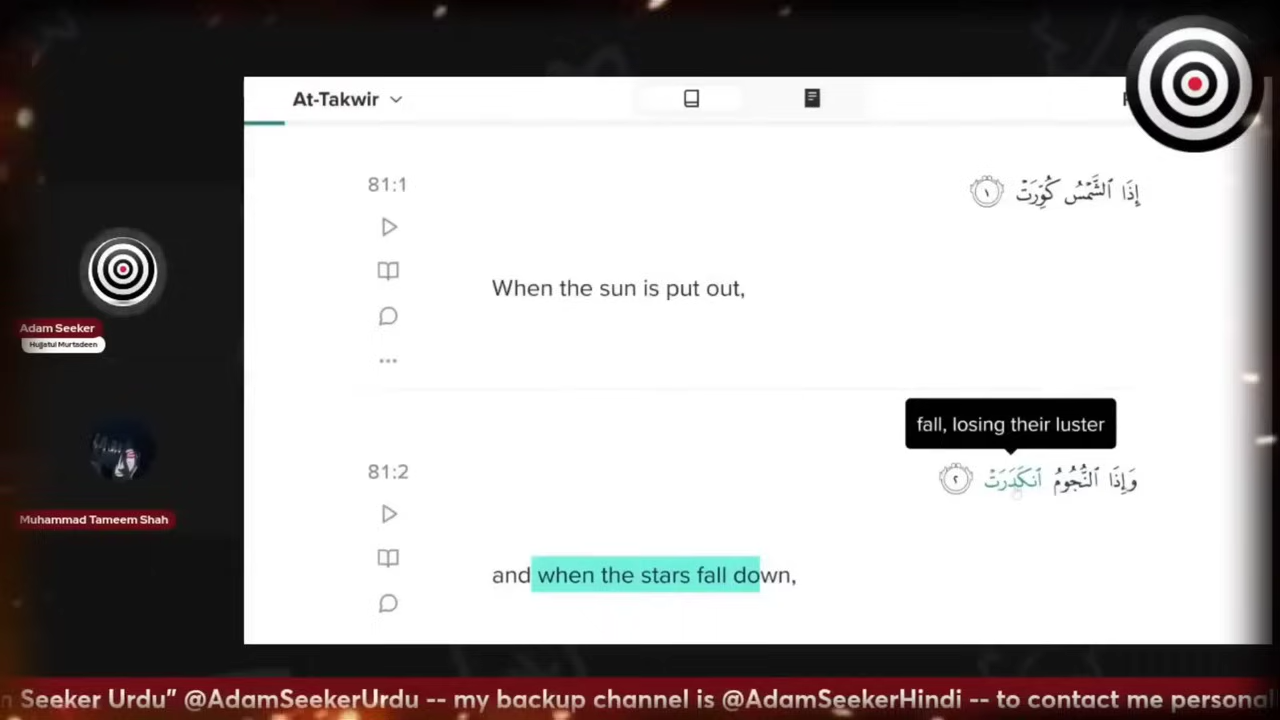 At-Takwir
81:1
إِذَا ٱلشَّمْسُ كُوِّرَتْ ١
When the sun is put out,
Adam Seeker
Hujjatul Murtadeen
fall, losing their luster
81:2
وَإِذَا ٱلنُّجُومُ ٱنكَدَرَتْ ٢
Muhammad Tameem Shah
and when the stars fall down,
Seeker Urdu” @AdamSeekerUrdu -- my backup channel is @AdamSeekerHindi -- to contact me personal